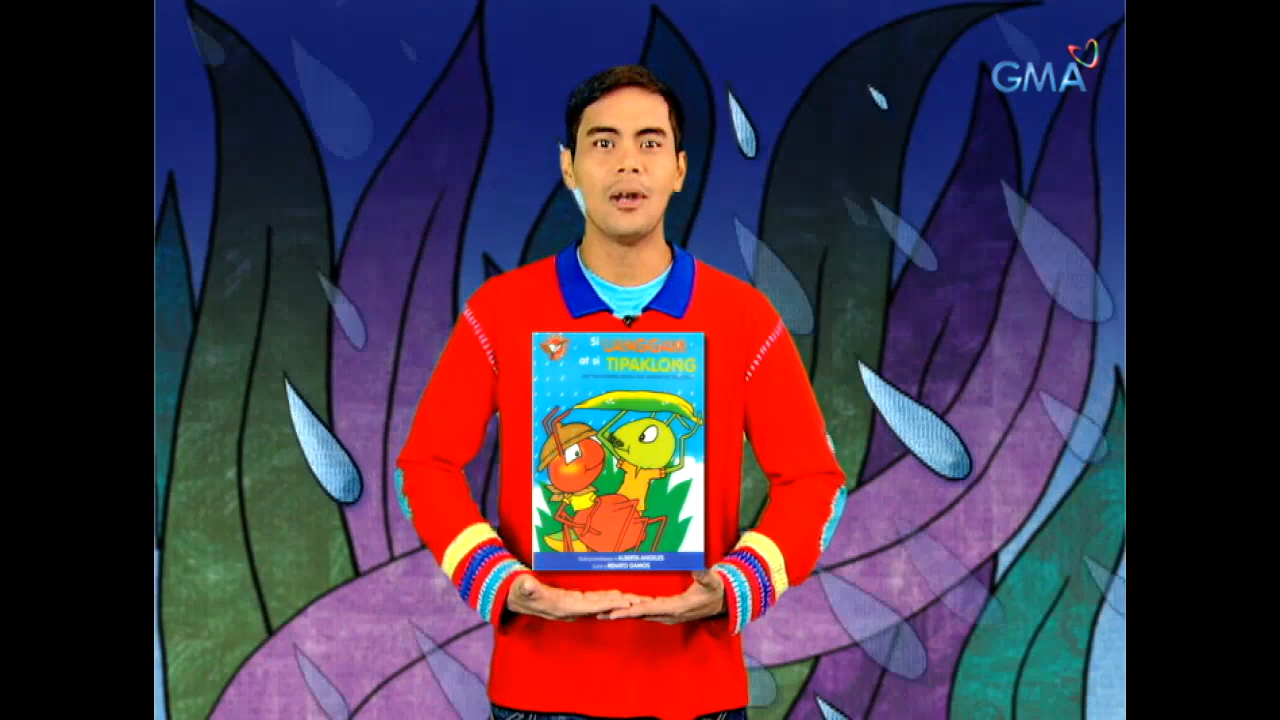 GMA
Si LANGGAM
at si TIPAKLONG
ALBERTA ANGELES
RENATO GAMOS